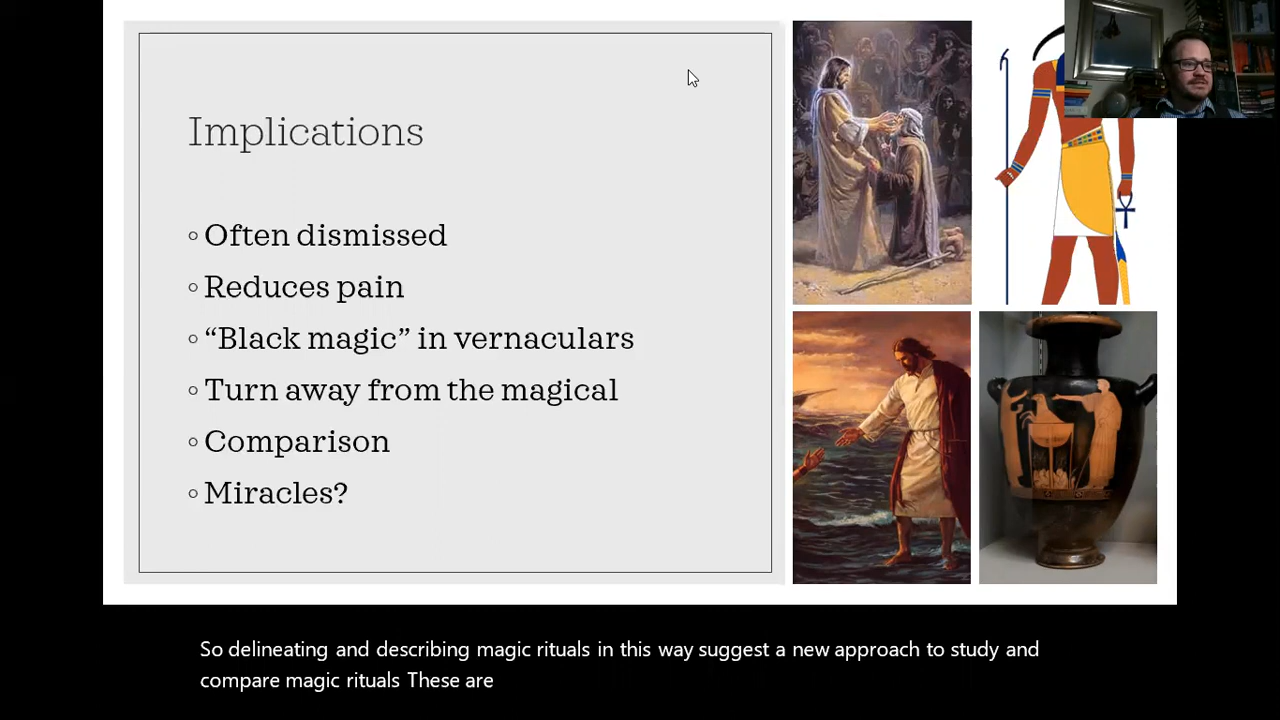 Implications
◦ Often dismissed
◦ Reduces pain
◦ “Black magic” in vernaculars
◦ Turn away from the magical
◦ Comparison
◦ Miracles?
So delineating and describing magic rituals in this way suggest a new approach to study and
compare magic rituals These are